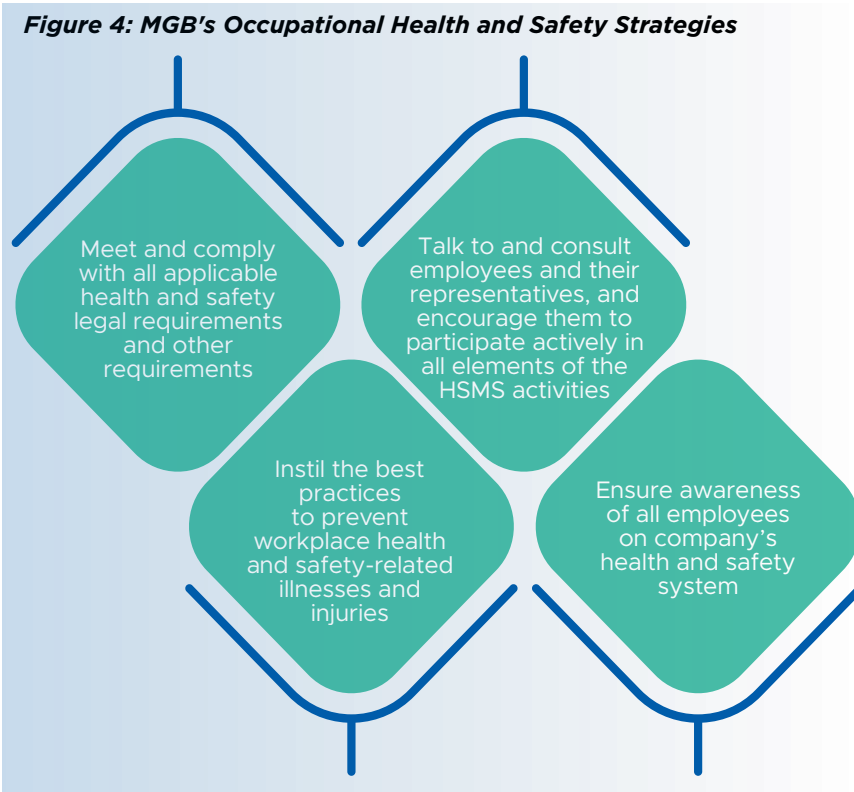 Figure 4: MGB's Occupational Health and Safety Strategies
Meet and comply
with all applicable
health and safety
legal requirements
and other
requirements
Talk to and consult
employees and their
representatives, and
encourage them to
participate actively in
all elements of the
HSMS activities
Instil the best
practices
to prevent
workplace health
and safety-related
illnesses and
injuries
Ensure awareness
of all employees
on company’s
health and safety
system